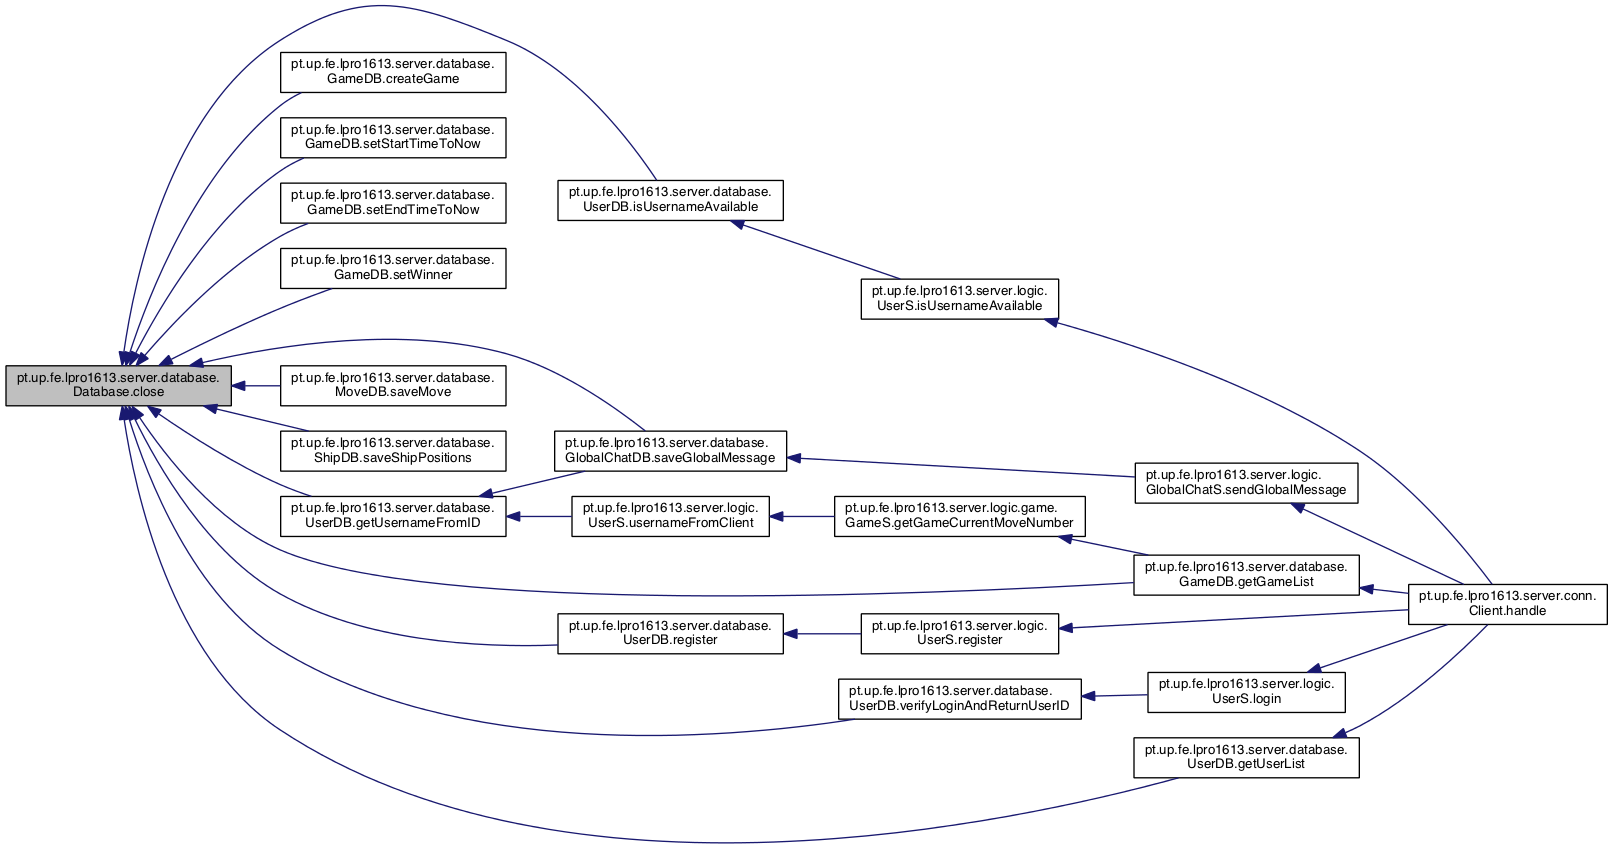 pt.up.fe.lpro1613.server.database.
GameDB.createGame
pt.up.fe.lpro1613.server.database.
GameDB.setStartTimeToNow
pt.up.fe.lpro1613.server.database.
GameDB.setEndTimeToNow
pt.up.fe.lpro1613.server.database.
UserDB.isUsernameAvailable
pt.up.fe.lpro1613.server.database.
GameDB.setWinner
pt.up.fe.lpro1613.server.logic.
UserS.isUsernameAvailable
pt.up.fe.lpro1613.server.database.
Database.close
pt.up.fe.lpro1613.server.database.
MoveDB.saveMove
pt.up.fe.lpro1613.server.database.
ShipDB.saveShipPositions
pt.up.fe.lpro1613.server.database.
GlobalChatDB.saveGlobalMessage
pt.up.fe.lpro1613.server.logic.
GlobalChatS.sendGlobalMessage
pt.up.fe.lpro1613.server.database.
UserDB.getUsernameFromID
pt.up.fe.lpro1613.server.logic.
UserS.usernameFromClient
pt.up.fe.lpro1613.server.logic.game.
GameS.getGameCurrentMoveNumber
pt.up.fe.lpro1613.server.database.
GameDB.getGameList
pt.up.fe.lpro1613.server.conn.
Client.handle
pt.up.fe.lpro1613.server.database.
UserDB.register
pt.up.fe.lpro1613.server.logic.
UserS.register
pt.up.fe.lpro1613.server.database.
UserDB.verifyLoginAndReturnUserID
pt.up.fe.lpro1613.server.logic.
UserS.login
pt.up.fe.lpro1613.server.database.
UserDB.getUserList